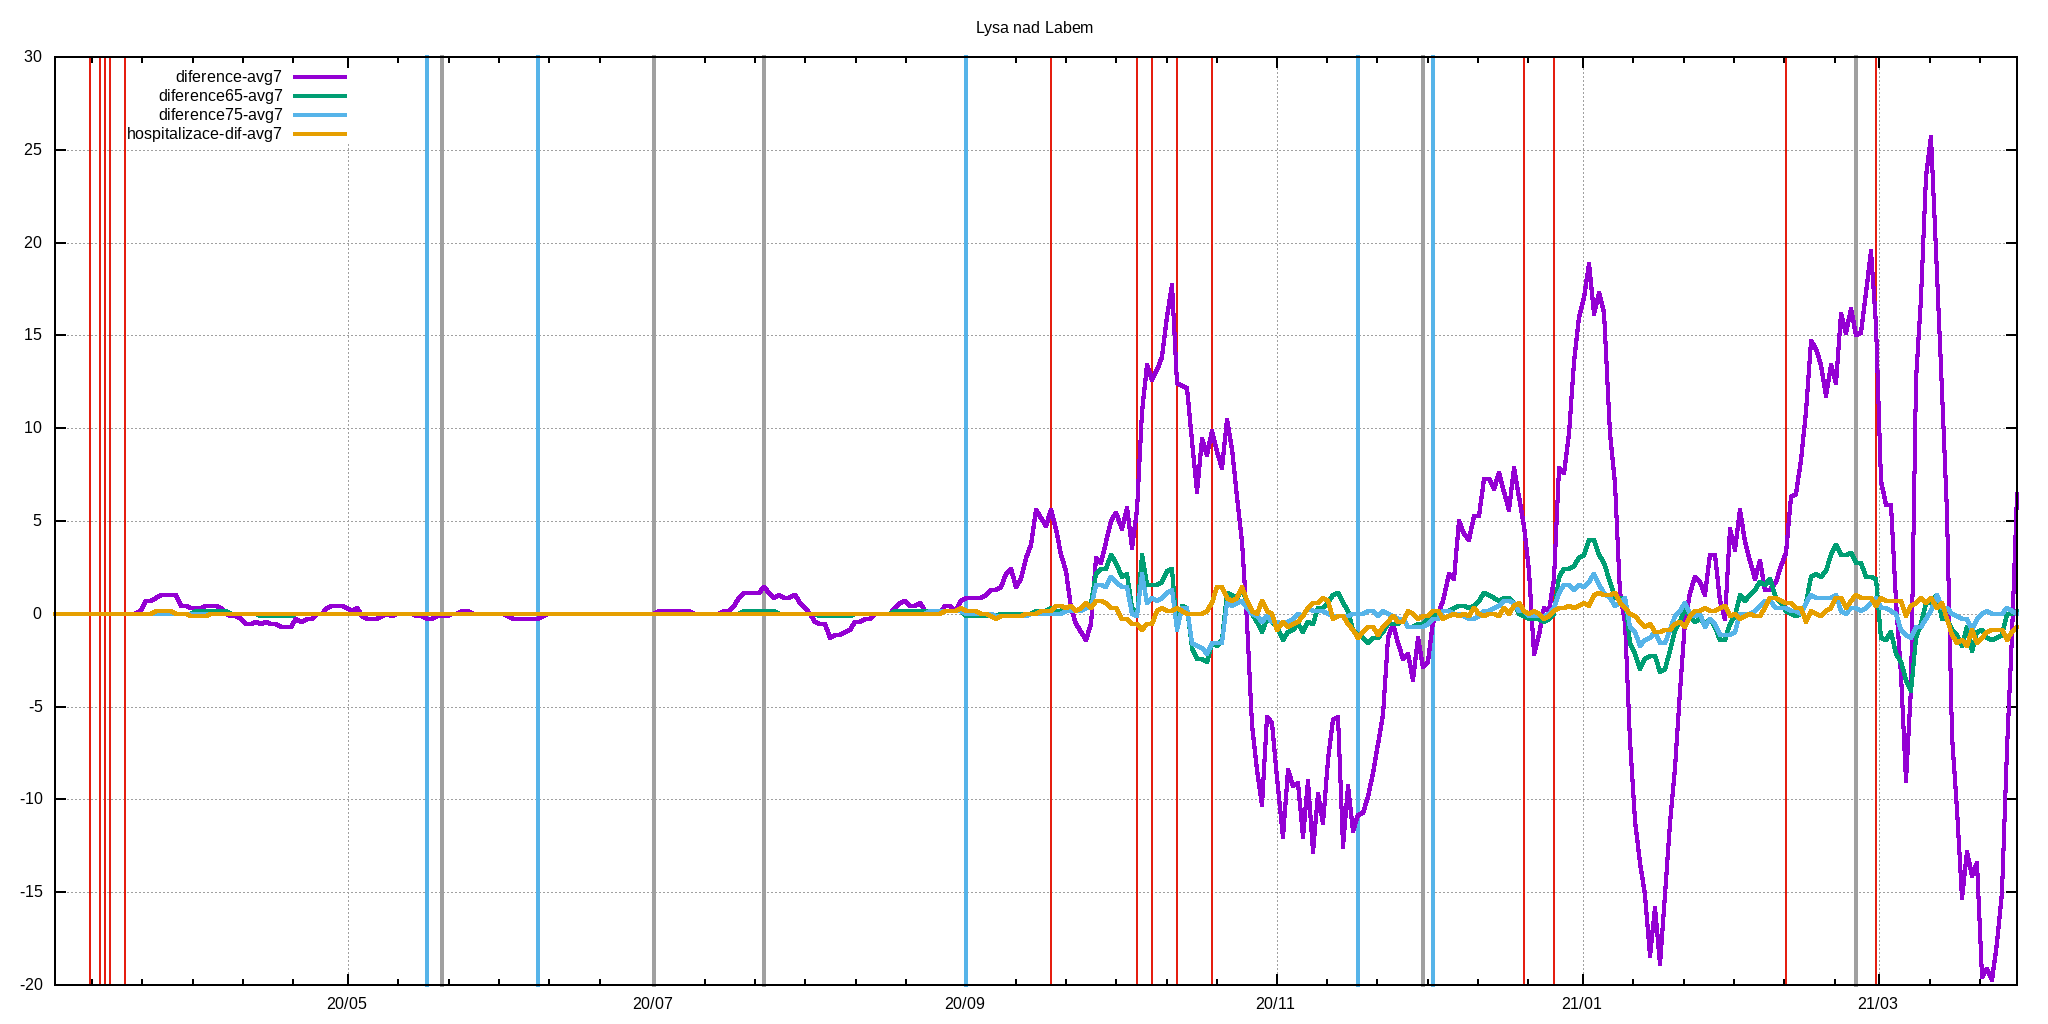 Lysa nad Labem
30
25
20
15
10
5
0
-5
-10
-15
-20
diference-avg7
diference65-avg7
diference75-avg7
hospitalizace-dif-avg7
20/05 20/07 20/09 20/11 21/01 21/03